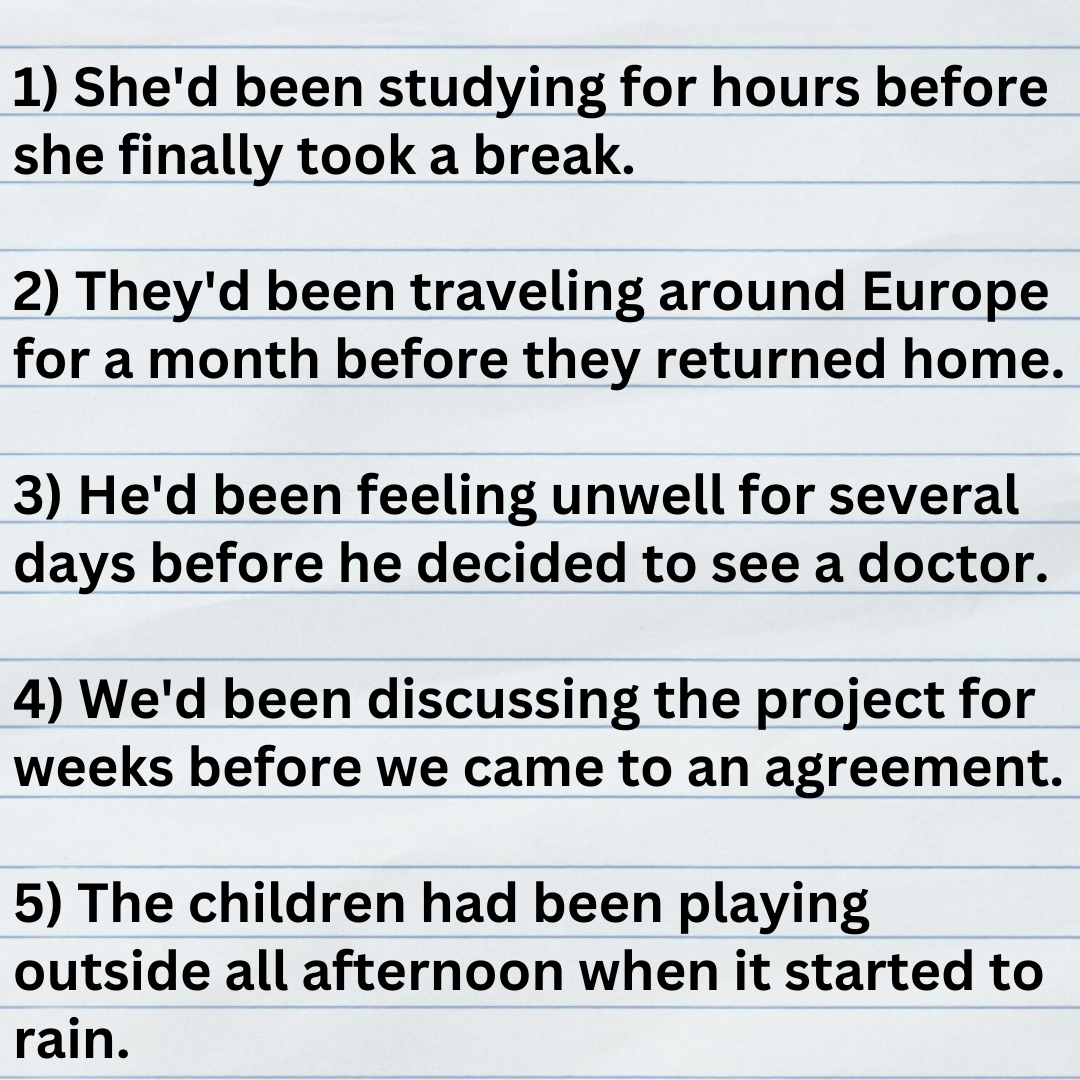 1) She'd been studying for hours before
she finally took a break.
2) They'd been traveling around Europe
for a month before they returned home.
3) He'd been feeling unwell for several
days before he decided to see a doctor.
4) We'd been discussing the project for
weeks before we came to an agreement.
5) The children had been playing
outside all afternoon when it started to
rain.